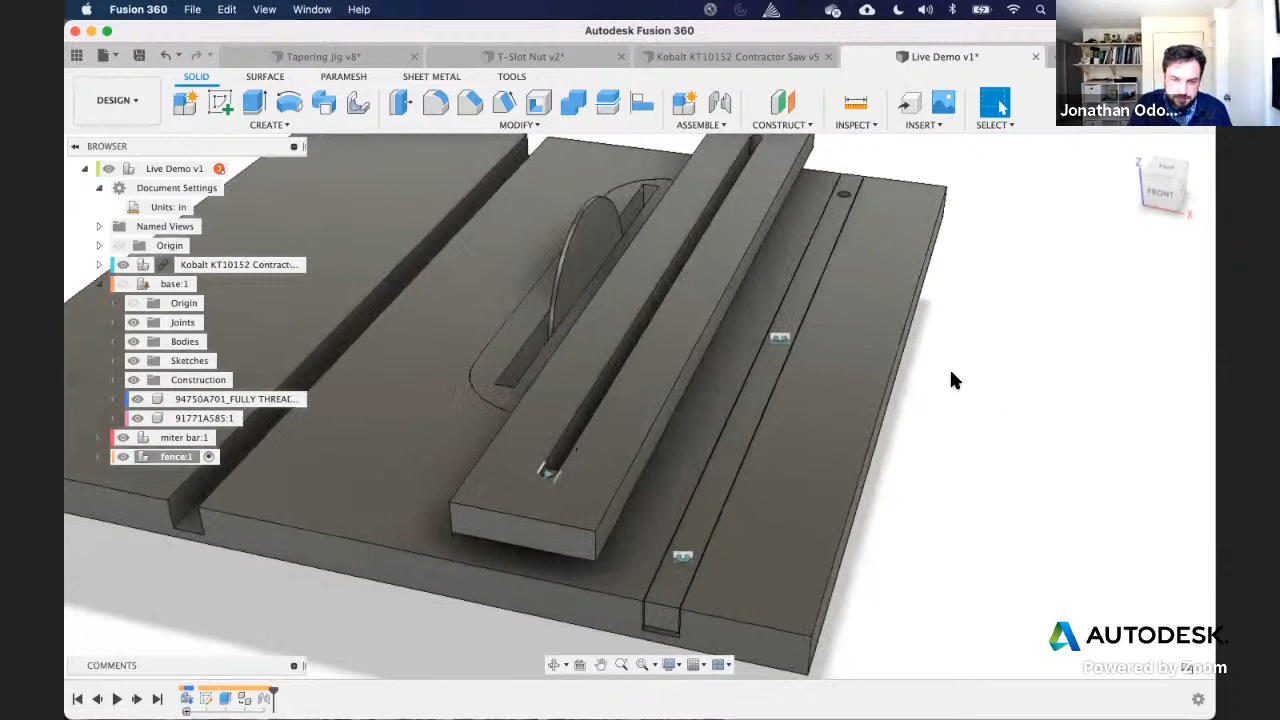 Fusion 360 File Edit View Window Help
Autodesk Fusion 360
Tapering Jig v8* T-Slot Nut v2* Kobalt KT10152 Contractor Saw v5 Live Demo v1*
SOLID SURFACE PARAMESH SHEET METAL TOOLS
DESIGN
CREATE MODIFY ASSEMBLE CONSTRUCT INSPECT INSERT SELECT
Jonathan Odo...
BROWSER
Live Demo v1
Document Settings
Units: in
Named Views
Origin
Kobalt KT10152 Contract...
base:1
Origin
Joints
Bodies
Sketches
Construction
94750A701_FULLY THREA...
91771A585:1
miter bar:1
fence:1
Z
FRONT
X
COMMENTS
AUTODESK
Powered by Zoom